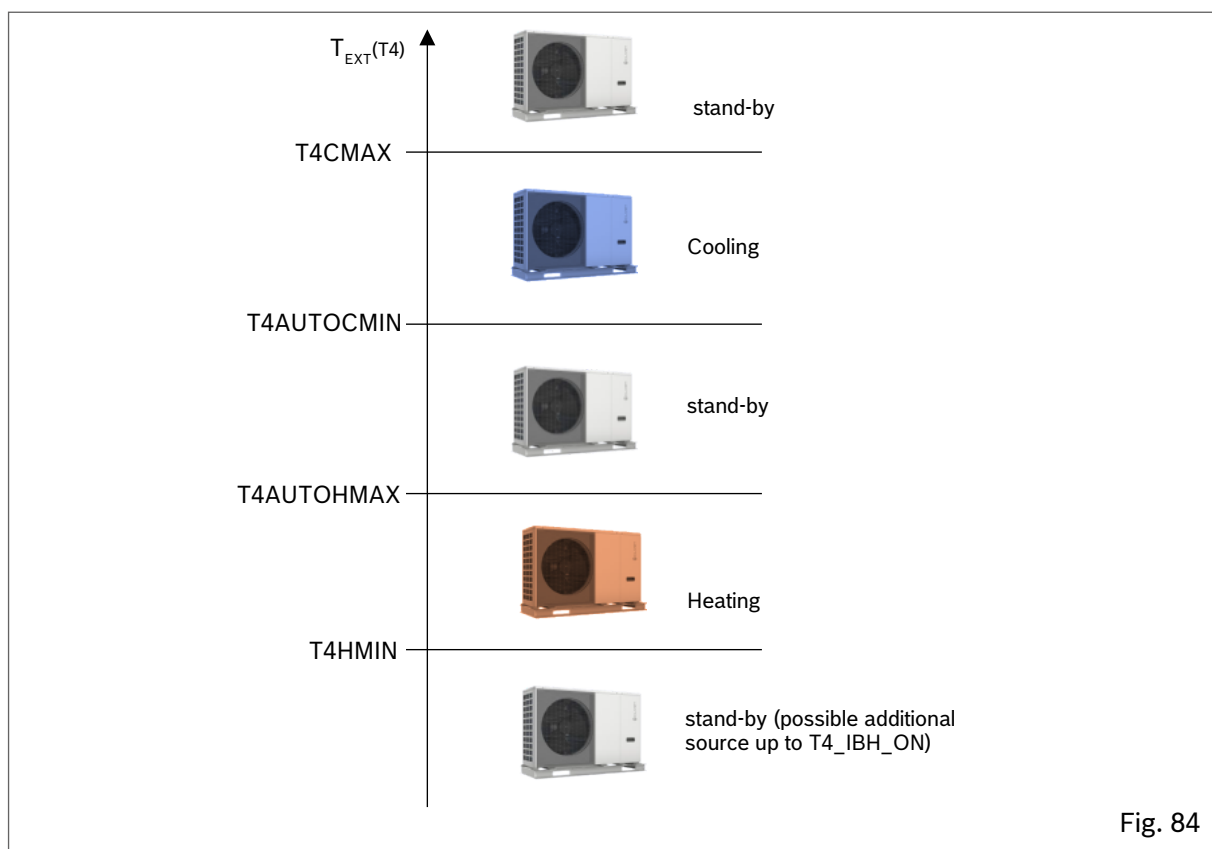 T_EXT(T4)
stand-by
T4CMAX
Cooling
T4AUTOCMIN
stand-by
T4AUTOHMAX
Heating
T4HMIN
stand-by (possible additional
source up to T4_IBH_ON)
Fig. 84